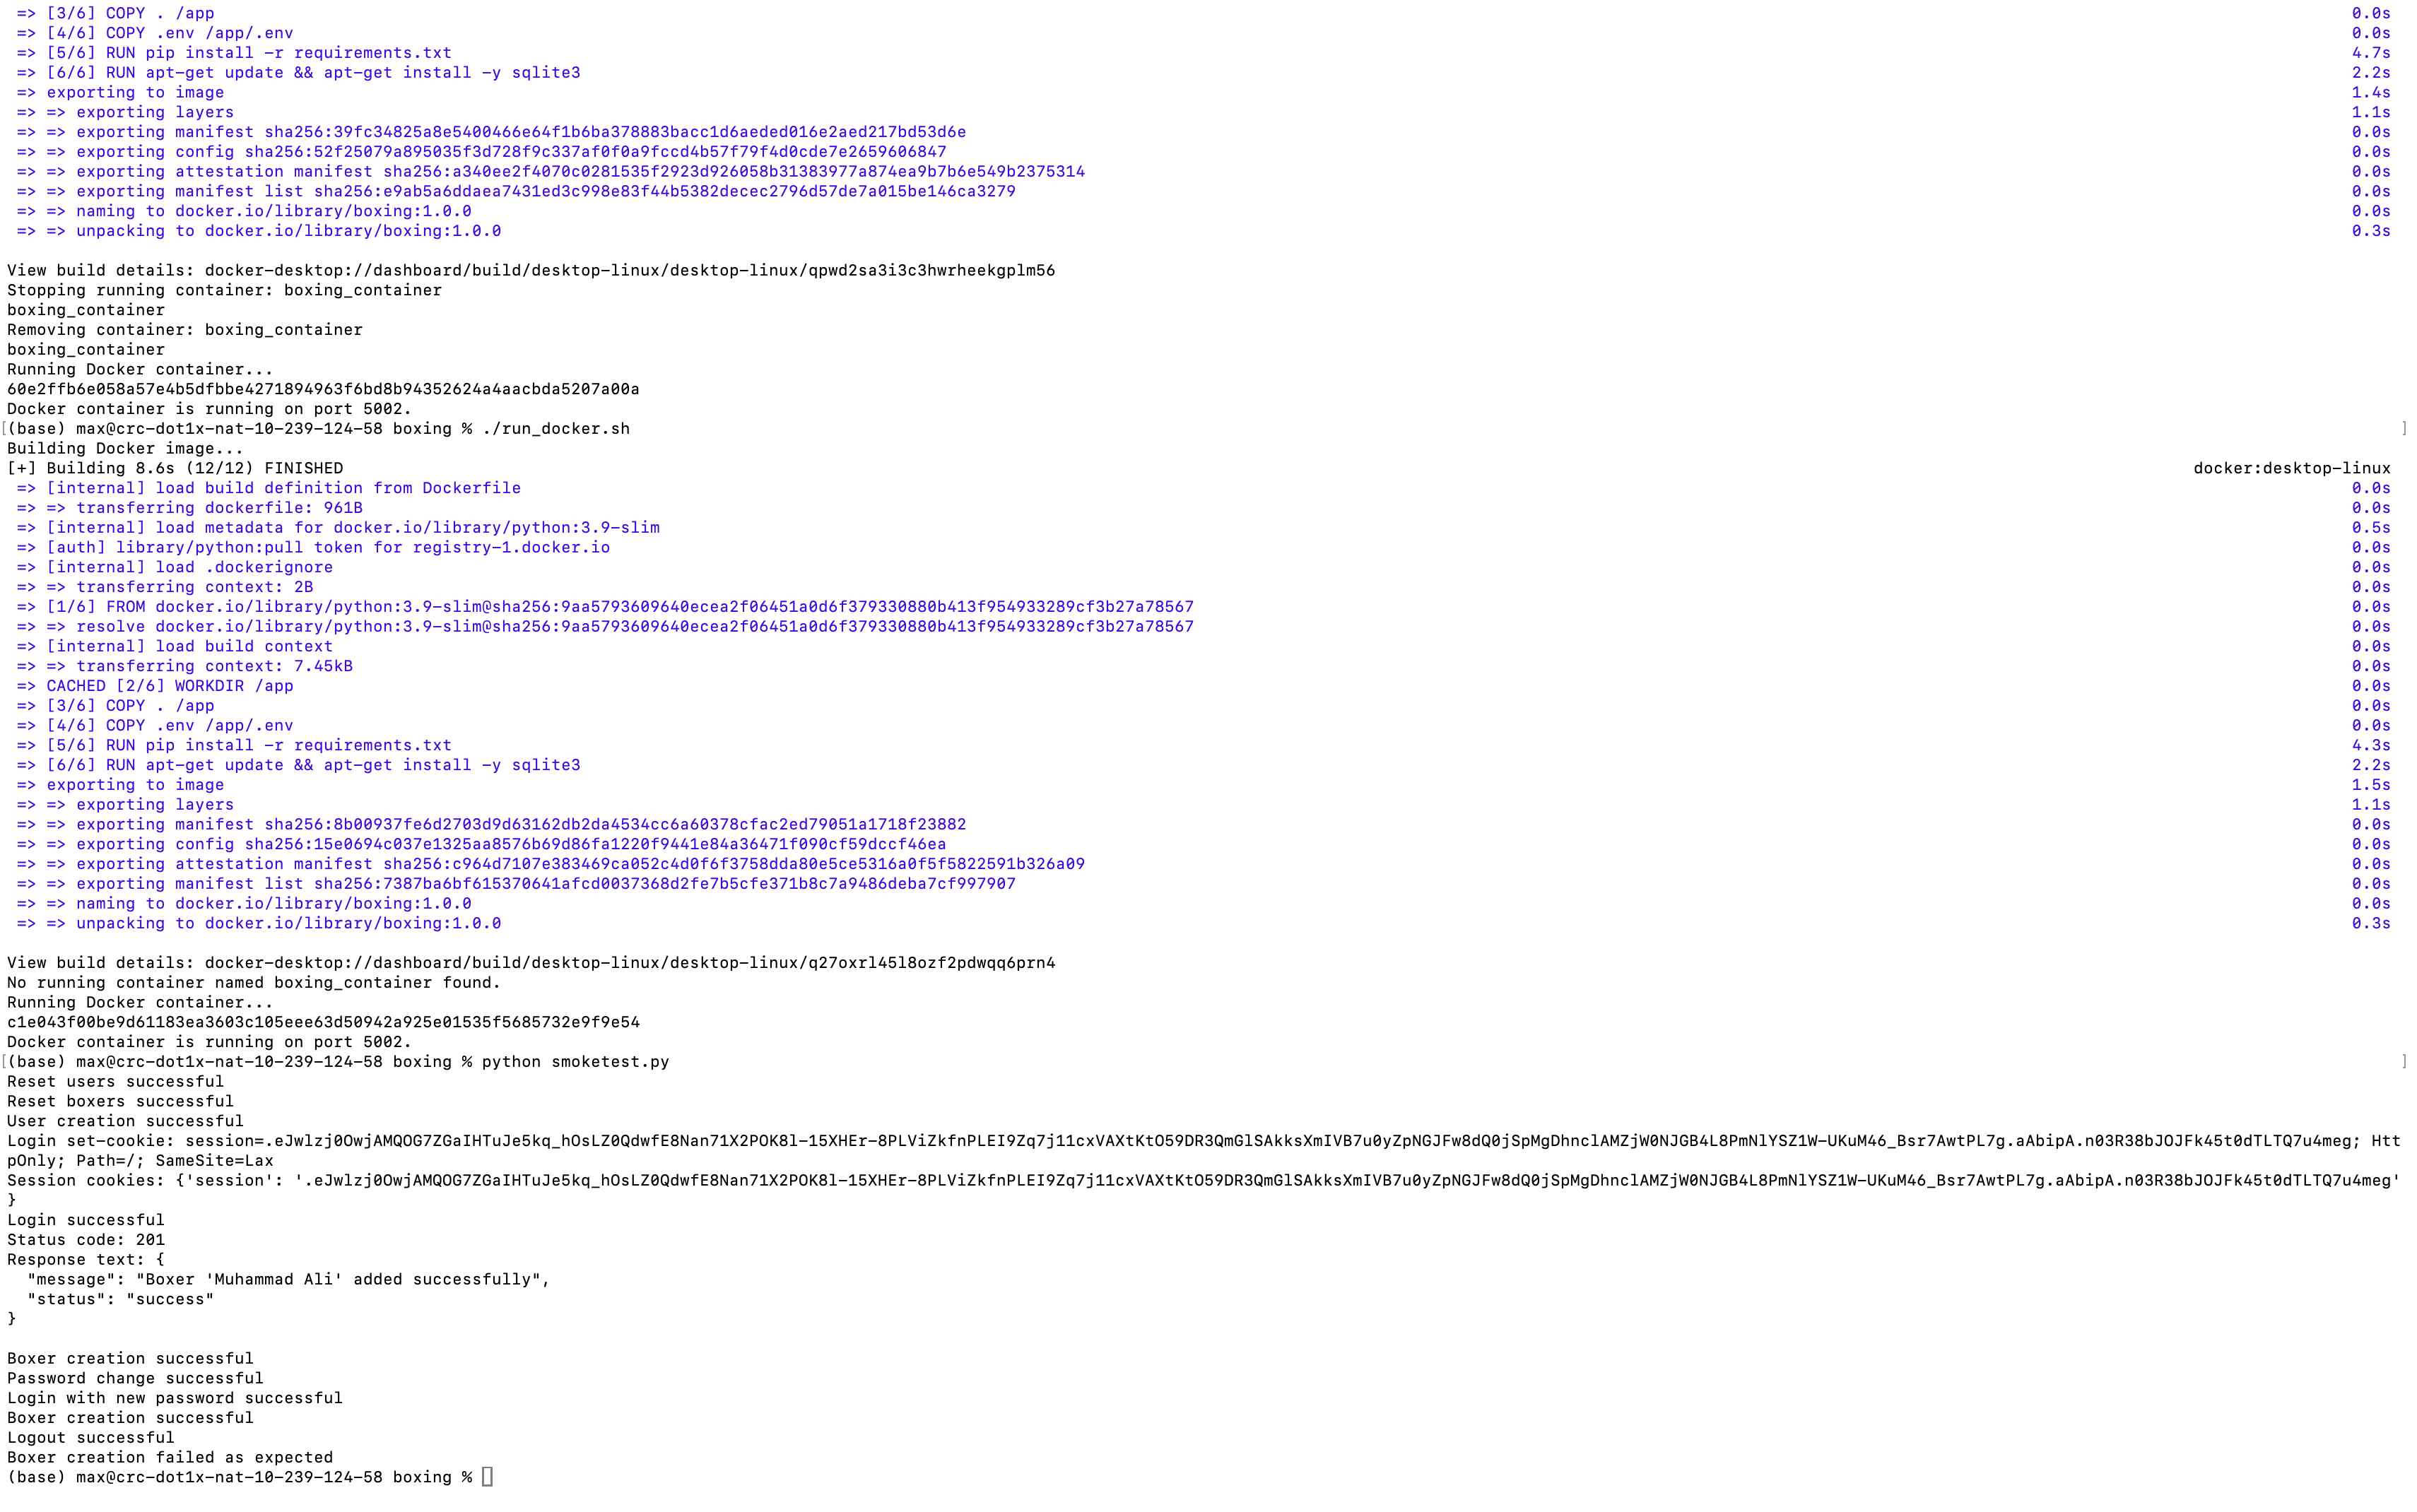 => [3/6] COPY . /app 0.0s
=> [4/6] COPY .env /app/.env 0.0s
=> [5/6] RUN pip install -r requirements.txt 4.7s
=> [6/6] RUN apt-get update && apt-get install -y sqlite3 2.2s
=> exporting to image 1.4s
=> => exporting layers 1.1s
=> => exporting manifest sha256:39fc34825a8e5400466e64f1b6ba378883bacc1d6aeded016e2aed217bd53d6e 0.0s
=> => exporting config sha256:52f25079a895035f3d728f9c337af0f0a9fccd4b57f79f4d0cde7e2659606847 0.0s
=> => exporting attestation manifest sha256:a340ee2f4070c0281535f2923d926058b31383977a874ea9b7b6e549b2375314 0.0s
=> => exporting manifest list sha256:e9ab5a6ddaea7431ed3c998e83f44b5382decec2796d57de7a015be146ca3279 0.0s
=> => naming to docker.io/library/boxing:1.0.0 0.0s
=> => unpacking to docker.io/library/boxing:1.0.0 0.3s
View build details: docker-desktop://dashboard/build/desktop-linux/desktop-linux/qpwd2sa3i3c3hwrheekgplm56
Stopping running container: boxing_container
boxing_container
Removing container: boxing_container
boxing_container
Running Docker container...
60e2ffb6e058a57e4b5dfbbe4271894963f6bd8b94352624a4aacbda5207a00a
Docker container is running on port 5002.
[(base) max@crc-dot1x-nat-10-239-124-58 boxing % ./run_docker.sh ]
Building Docker image...
[+] Building 8.6s (12/12) FINISHED docker:desktop-linux
=> [internal] load build definition from Dockerfile 0.0s
=> => transferring dockerfile: 961B 0.0s
=> [internal] load metadata for docker.io/library/python:3.9-slim 0.5s
=> [auth] library/python:pull token for registry-1.docker.io 0.0s
=> [internal] load .dockerignore 0.0s
=> => transferring context: 2B 0.0s
=> [1/6] FROM docker.io/library/python:3.9-slim@sha256:9aa5793609640ecea2f06451a0d6f379330880b413f954933289cf3b27a78567 0.0s
=> => resolve docker.io/library/python:3.9-slim@sha256:9aa5793609640ecea2f06451a0d6f379330880b413f954933289cf3b27a78567 0.0s
=> [internal] load build context 0.0s
=> => transferring context: 7.45kB 0.0s
=> CACHED [2/6] WORKDIR /app 0.0s
=> [3/6] COPY . /app 0.0s
=> [4/6] COPY .env /app/.env 0.0s
=> [5/6] RUN pip install -r requirements.txt 4.3s
=> [6/6] RUN apt-get update && apt-get install -y sqlite3 2.2s
=> exporting to image 1.5s
=> => exporting layers 1.1s
=> => exporting manifest sha256:8b00937fe6d2703d9d63162db2da4534cc6a60378cfac2ed79051a1718f23882 0.0s
=> => exporting config sha256:15e0694c037e1325aa8576b69d86fa1220f9441e84a36471f090cf59dccf46ea 0.0s
=> => exporting attestation manifest sha256:c964d7107e383469ca052c4d0f6f3758dda80e5ce5316a0f5f5822591b326a09 0.0s
=> => exporting manifest list sha256:7387ba6bf615370641afcd0037368d2fe7b5cfe371b8c7a9486deba7cf997907 0.0s
=> => naming to docker.io/library/boxing:1.0.0 0.0s
=> => unpacking to docker.io/library/boxing:1.0.0 0.3s
View build details: docker-desktop://dashboard/build/desktop-linux/desktop-linux/q27oxrl45l8ozf2pdwqq6prn4
No running container named boxing_container found.
Running Docker container...
c1e043f00be9d61183ea3603c105eee63d50942a925e01535f5685732e9f9e54
Docker container is running on port 5002.
[(base) max@crc-dot1x-nat-10-239-124-58 boxing % python smoketest.py ]
Reset users successful
Reset boxers successful
User creation successful
Login set-cookie: session=.eJwlzj0OwjAMQOG7ZGaIHTuJe5kq_hOsLZ0QdwfE8Nan71X2POK8l-15XHEr-8PLViZkfnPLEI9Zq7j11cxVAXtKtO59DR3QmGlSAkksXmIVB7u0yZpNGJFw8dQ0jSpMgDhnclAMZjW0NJGB4L8PmNlYSZ1W-UKuM46_Bsr7AwtPL7g.aAbipA.n03R38bJOJFk45t0dTLTQ7u4meg; Htt
pOnly; Path=/; SameSite=Lax
Session cookies: {'session': '.eJwlzj0OwjAMQOG7ZGaIHTuJe5kq_hOsLZ0QdwfE8Nan71X2POK8l-15XHEr-8PLViZkfnPLEI9Zq7j11cxVAXtKtO59DR3QmGlSAkksXmIVB7u0yZpNGJFw8dQ0jSpMgDhnclAMZjW0NJGB4L8PmNlYSZ1W-UKuM46_Bsr7AwtPL7g.aAbipA.n03R38bJOJFk45t0dTLTQ7u4meg'
}
Login successful
Status code: 201
Response text: {
"message": "Boxer 'Muhammad Ali' added successfully",
"status": "success"
}
Boxer creation successful
Password change successful
Login with new password successful
Boxer creation successful
Logout successful
Boxer creation failed as expected
(base) max@crc-dot1x-nat-10-239-124-58 boxing %